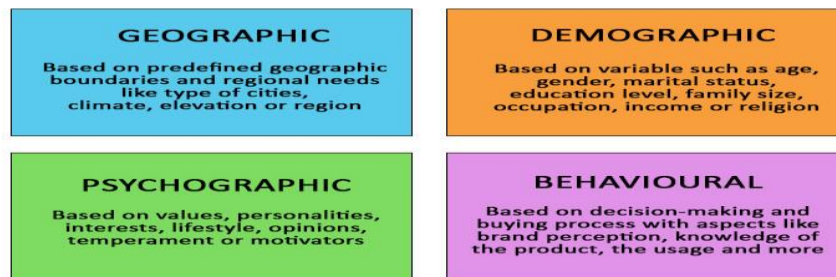 GEOGRAPHIC
Based on predefined geographic
boundaries and regional needs
like type of cities,
climate, elevation or region
DEMOGRAPHIC
Based on variable such as age,
gender, marital status,
education level, family size,
occupation, income or religion
PSYCHOGRAPHIC
Based on values, personalities,
interests, lifestyle, opinions,
temperament or motivators
BEHAVIOURAL
Based on decision-making and
buying process with aspects like
brand perception, knowledge of
the product, the usage and more